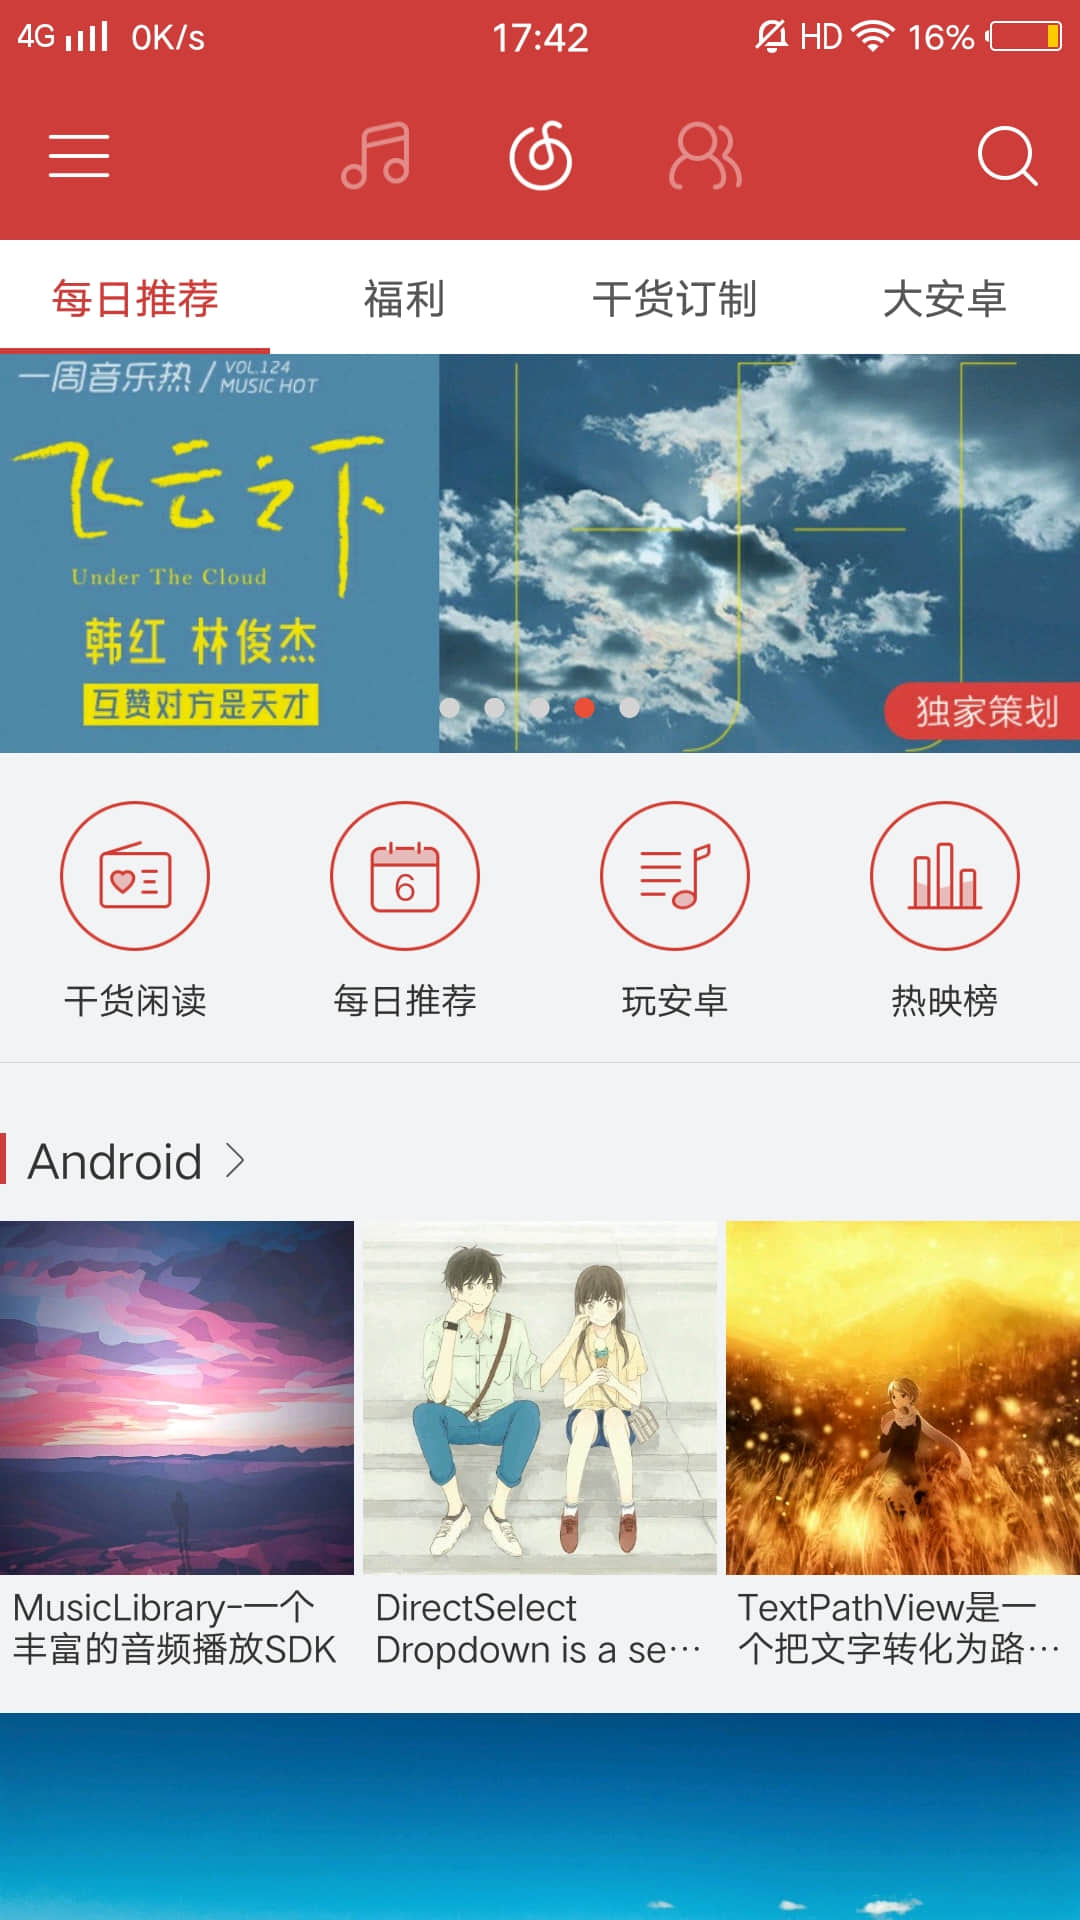 4G 0K/s 17:42 HD 16%
每日推荐 福利 干货订制 大安卓
一周音乐热 / VOL.124 MUSIC HOT
飞云之下
Under The Cloud
韩红 林俊杰
互赞对方是天才
独家策划
6
干货闲读 每日推荐 玩安卓 热映榜
Android
MusicLibrary-一个
丰富的音频播放SDK
DirectSelect
Dropdown is a se…
TextPathView是一
个把文字转化为路…